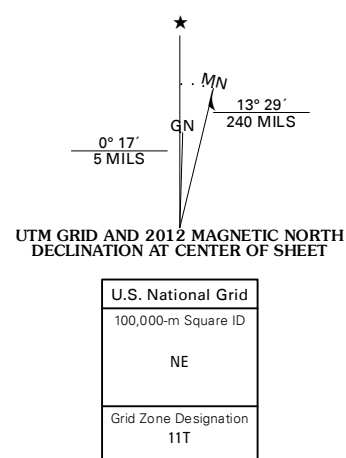 ★
MN
13° 29´
240 MILS
GN
0° 17´
5 MILS
UTM GRID AND 2012 MAGNETIC NORTH
DECLINATION AT CENTER OF SHEET
U.S. National Grid
100,000-m Square ID
NE
Grid Zone Designation
11T